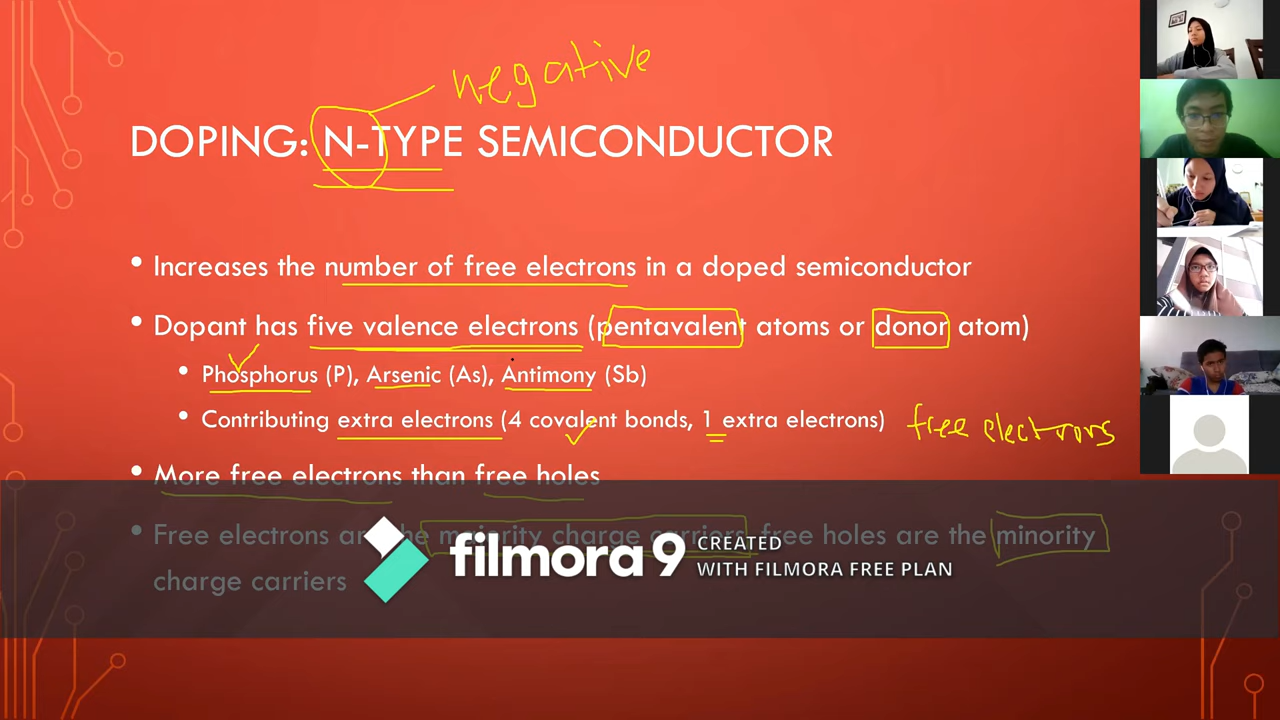 negative
DOPING: N-TYPE SEMICONDUCTOR
• Increases the number of free electrons in a doped semiconductor
• Dopant has five valence electrons (pentavalent atoms or donor atom)
• Phosphorus (P), Arsenic (As), Antimony (Sb)
• Contributing extra electrons (4 covalent bonds, 1 extra electrons) free electrons
• More free electrons than free holes
• Free electrons are the majority charge carriers, free holes are the minority
charge carriers
filmora 9 CREATED
WITH FILMORA FREE PLAN